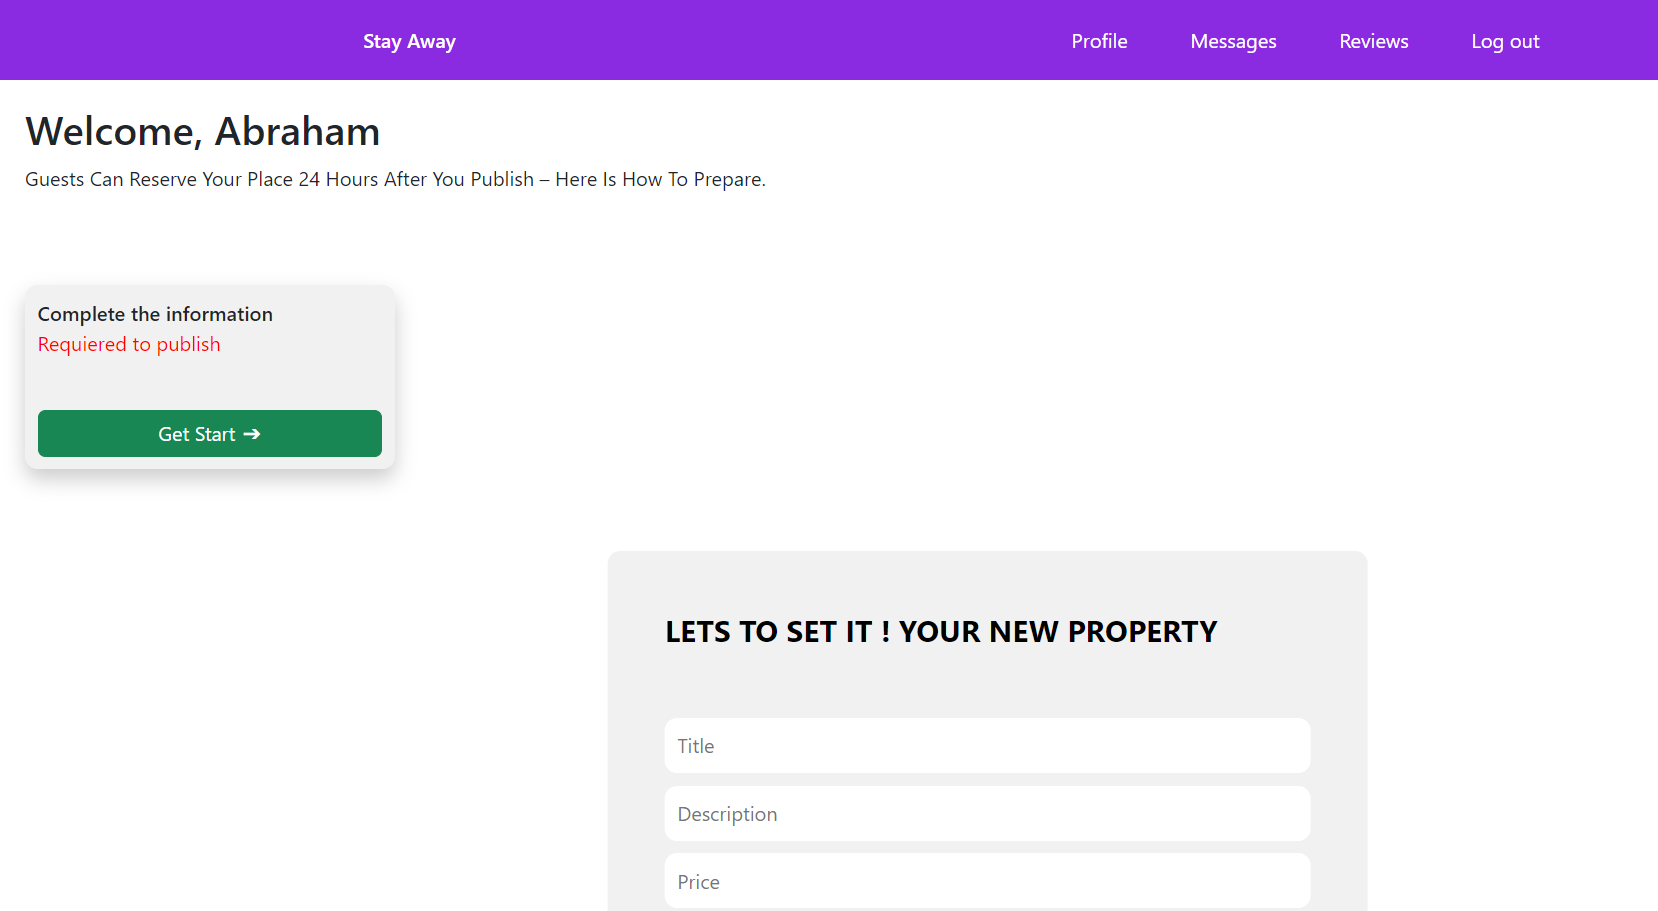 Stay Away
Profile
Messages
Reviews
Log out
Welcome, Abraham
Guests Can Reserve Your Place 24 Hours After You Publish – Here Is How To Prepare.
Complete the information
Requiered to publish
Get Start ➔
LETS TO SET IT ! YOUR NEW PROPERTY
Title
Description
Price